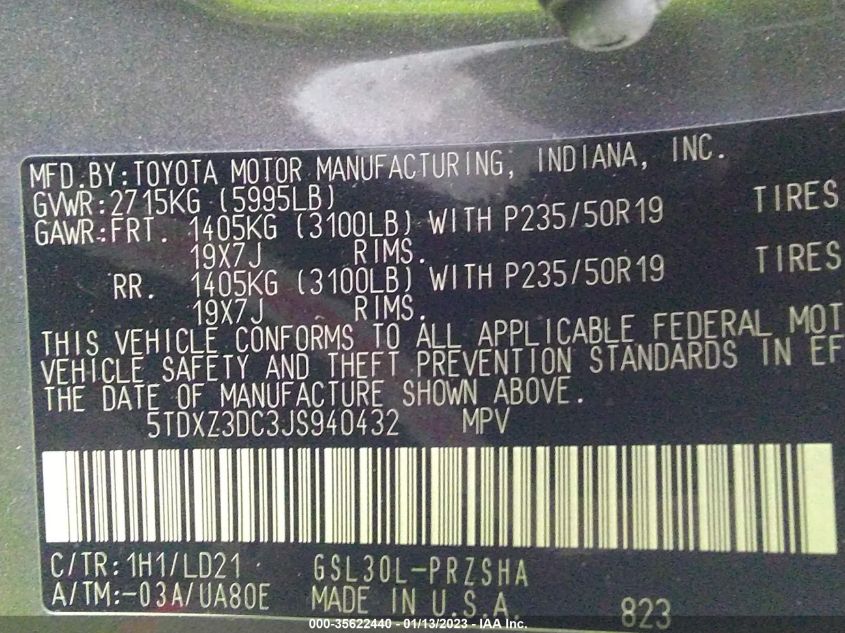 MFD.BY:TOYOTA MOTOR MANUFACTURING, INDIANA, INC.
GVWR:2715KG (5995LB)
GAWR:FRT. 1405KG (3100LB) WITH P235/50R19 TIRES
19X7J RIMS.
RR. 1405KG (3100LB) WITH P235/50R19 TIRES
19X7J RIMS.
THIS VEHICLE CONFORMS TO ALL APPLICABLE FEDERAL MOT
VEHICLE SAFETY AND THEFT PREVENTION STANDARDS IN EF
THE DATE OF MANUFACTURE SHOWN ABOVE.
5TDXZ3DC3JS940432 MPV
C/TR:1H1/LD21 GSL30L-PRZSHA
A/TM:-03A/UA80E MADE IN U.S.A. 823
000-35622440 - 01/13/2023 - IAA Inc.